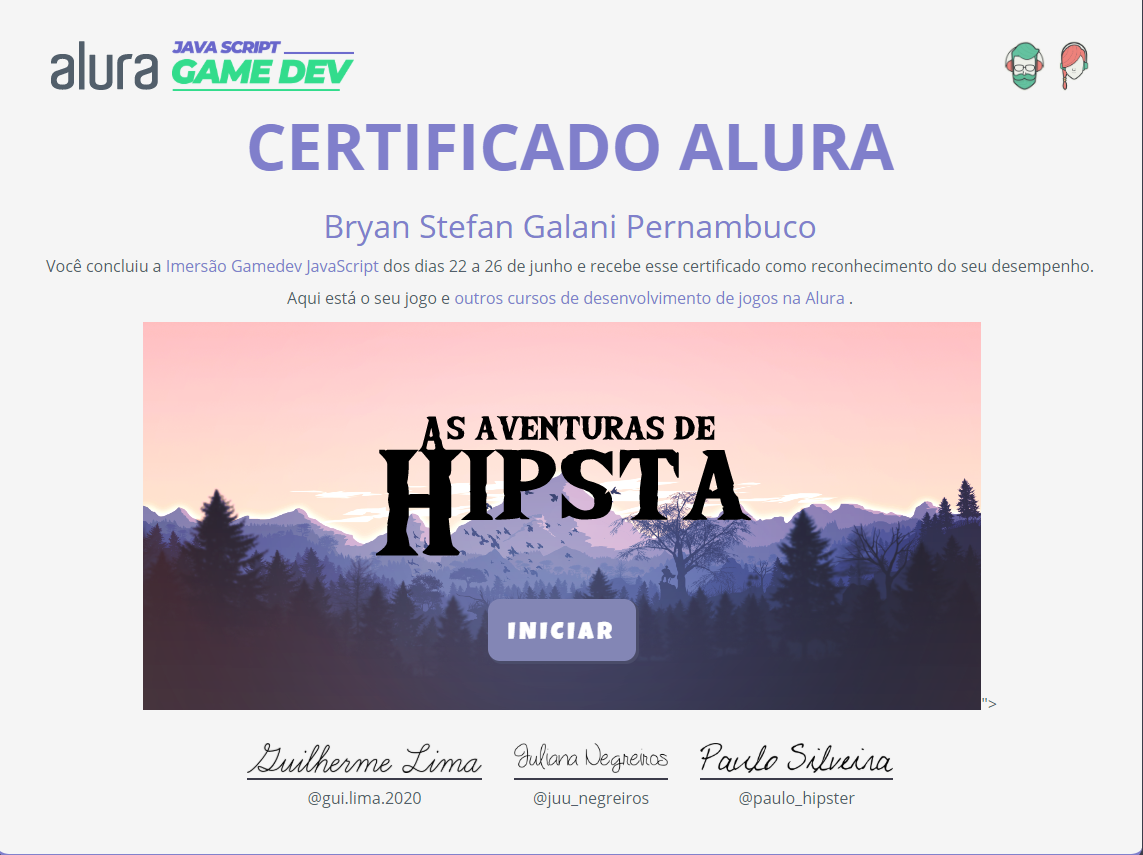 alura JAVA SCRIPT
GAME DEV
CERTIFICADO ALURA
Bryan Stefan Galani Pernambuco
Você concluiu a Imersão Gamedev JavaScript dos dias 22 a 26 de junho e recebe esse certificado como reconhecimento do seu desempenho.
Aqui está o seu jogo e outros cursos de desenvolvimento de jogos na Alura .
AS AVENTURAS DE
HIPSTA
INICIAR
">
Guilherme Lima Juliana Negreiros Paulo Silveira
@gui.lima.2020 @juu_negreiros @paulo_hipster